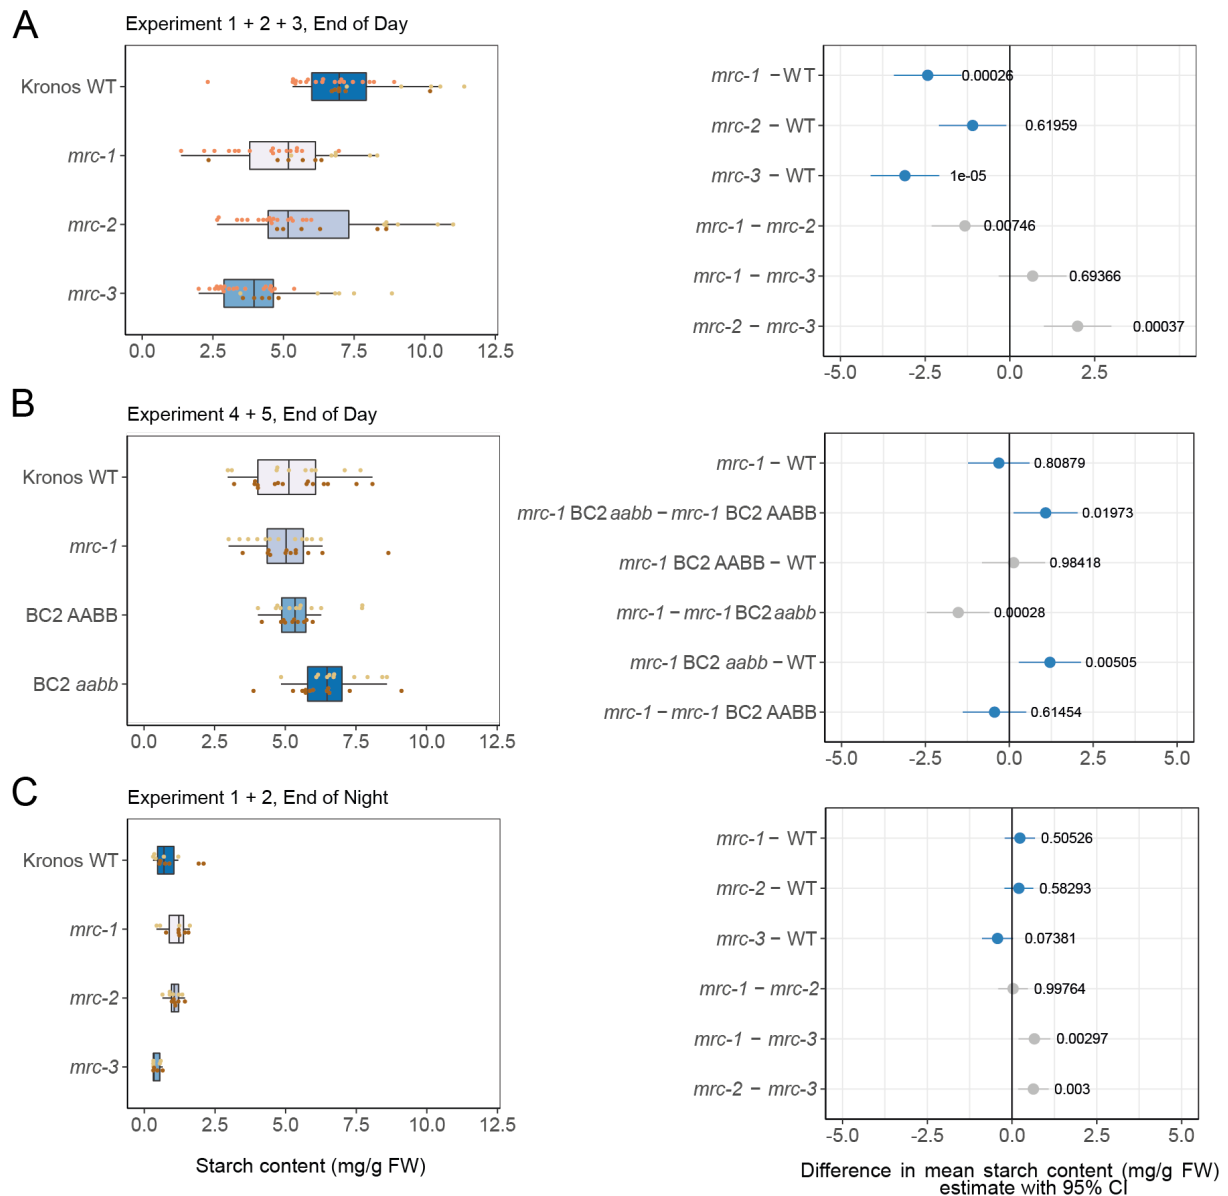 A
Experiment 1 + 2 + 3, End of Day
Kronos WT
mrc-1
mrc-2
mrc-3
0.0 2.5 5.0 7.5 10.0 12.5
mrc-1 − WT 0.00026
mrc-2 − WT 0.61959
mrc-3 − WT 1e-05
mrc-1 − mrc-2 0.00746
mrc-1 − mrc-3 0.69366
mrc-2 − mrc-3 0.00037
-5.0 -2.5 0.0 2.5
B
Experiment 4 + 5, End of Day
Kronos WT
mrc-1
BC2 AABB
BC2 aabb
0.0 2.5 5.0 7.5 10.0 12.5
mrc-1 − WT 0.80879
mrc-1 BC2 aabb − mrc-1 BC2 AABB 0.01973
mrc-1 BC2 AABB − WT 0.98418
mrc-1 − mrc-1 BC2 aabb 0.00028
mrc-1 BC2 aabb − WT 0.00505
mrc-1 − mrc-1 BC2 AABB 0.61454
-5.0 -2.5 0.0 2.5 5.0
C
Experiment 1 + 2, End of Night
Kronos WT
mrc-1
mrc-2
mrc-3
0.0 2.5 5.0 7.5 10.0 12.5
Starch content (mg/g FW)
mrc-1 − WT 0.50526
mrc-2 − WT 0.58293
mrc-3 − WT 0.07381
mrc-1 − mrc-2 0.99764
mrc-1 − mrc-3 0.00297
mrc-2 − mrc-3 0.003
-5.0 -2.5 0.0 2.5 5.0
Difference in mean starch content (mg/g FW)
estimate with 95% CI